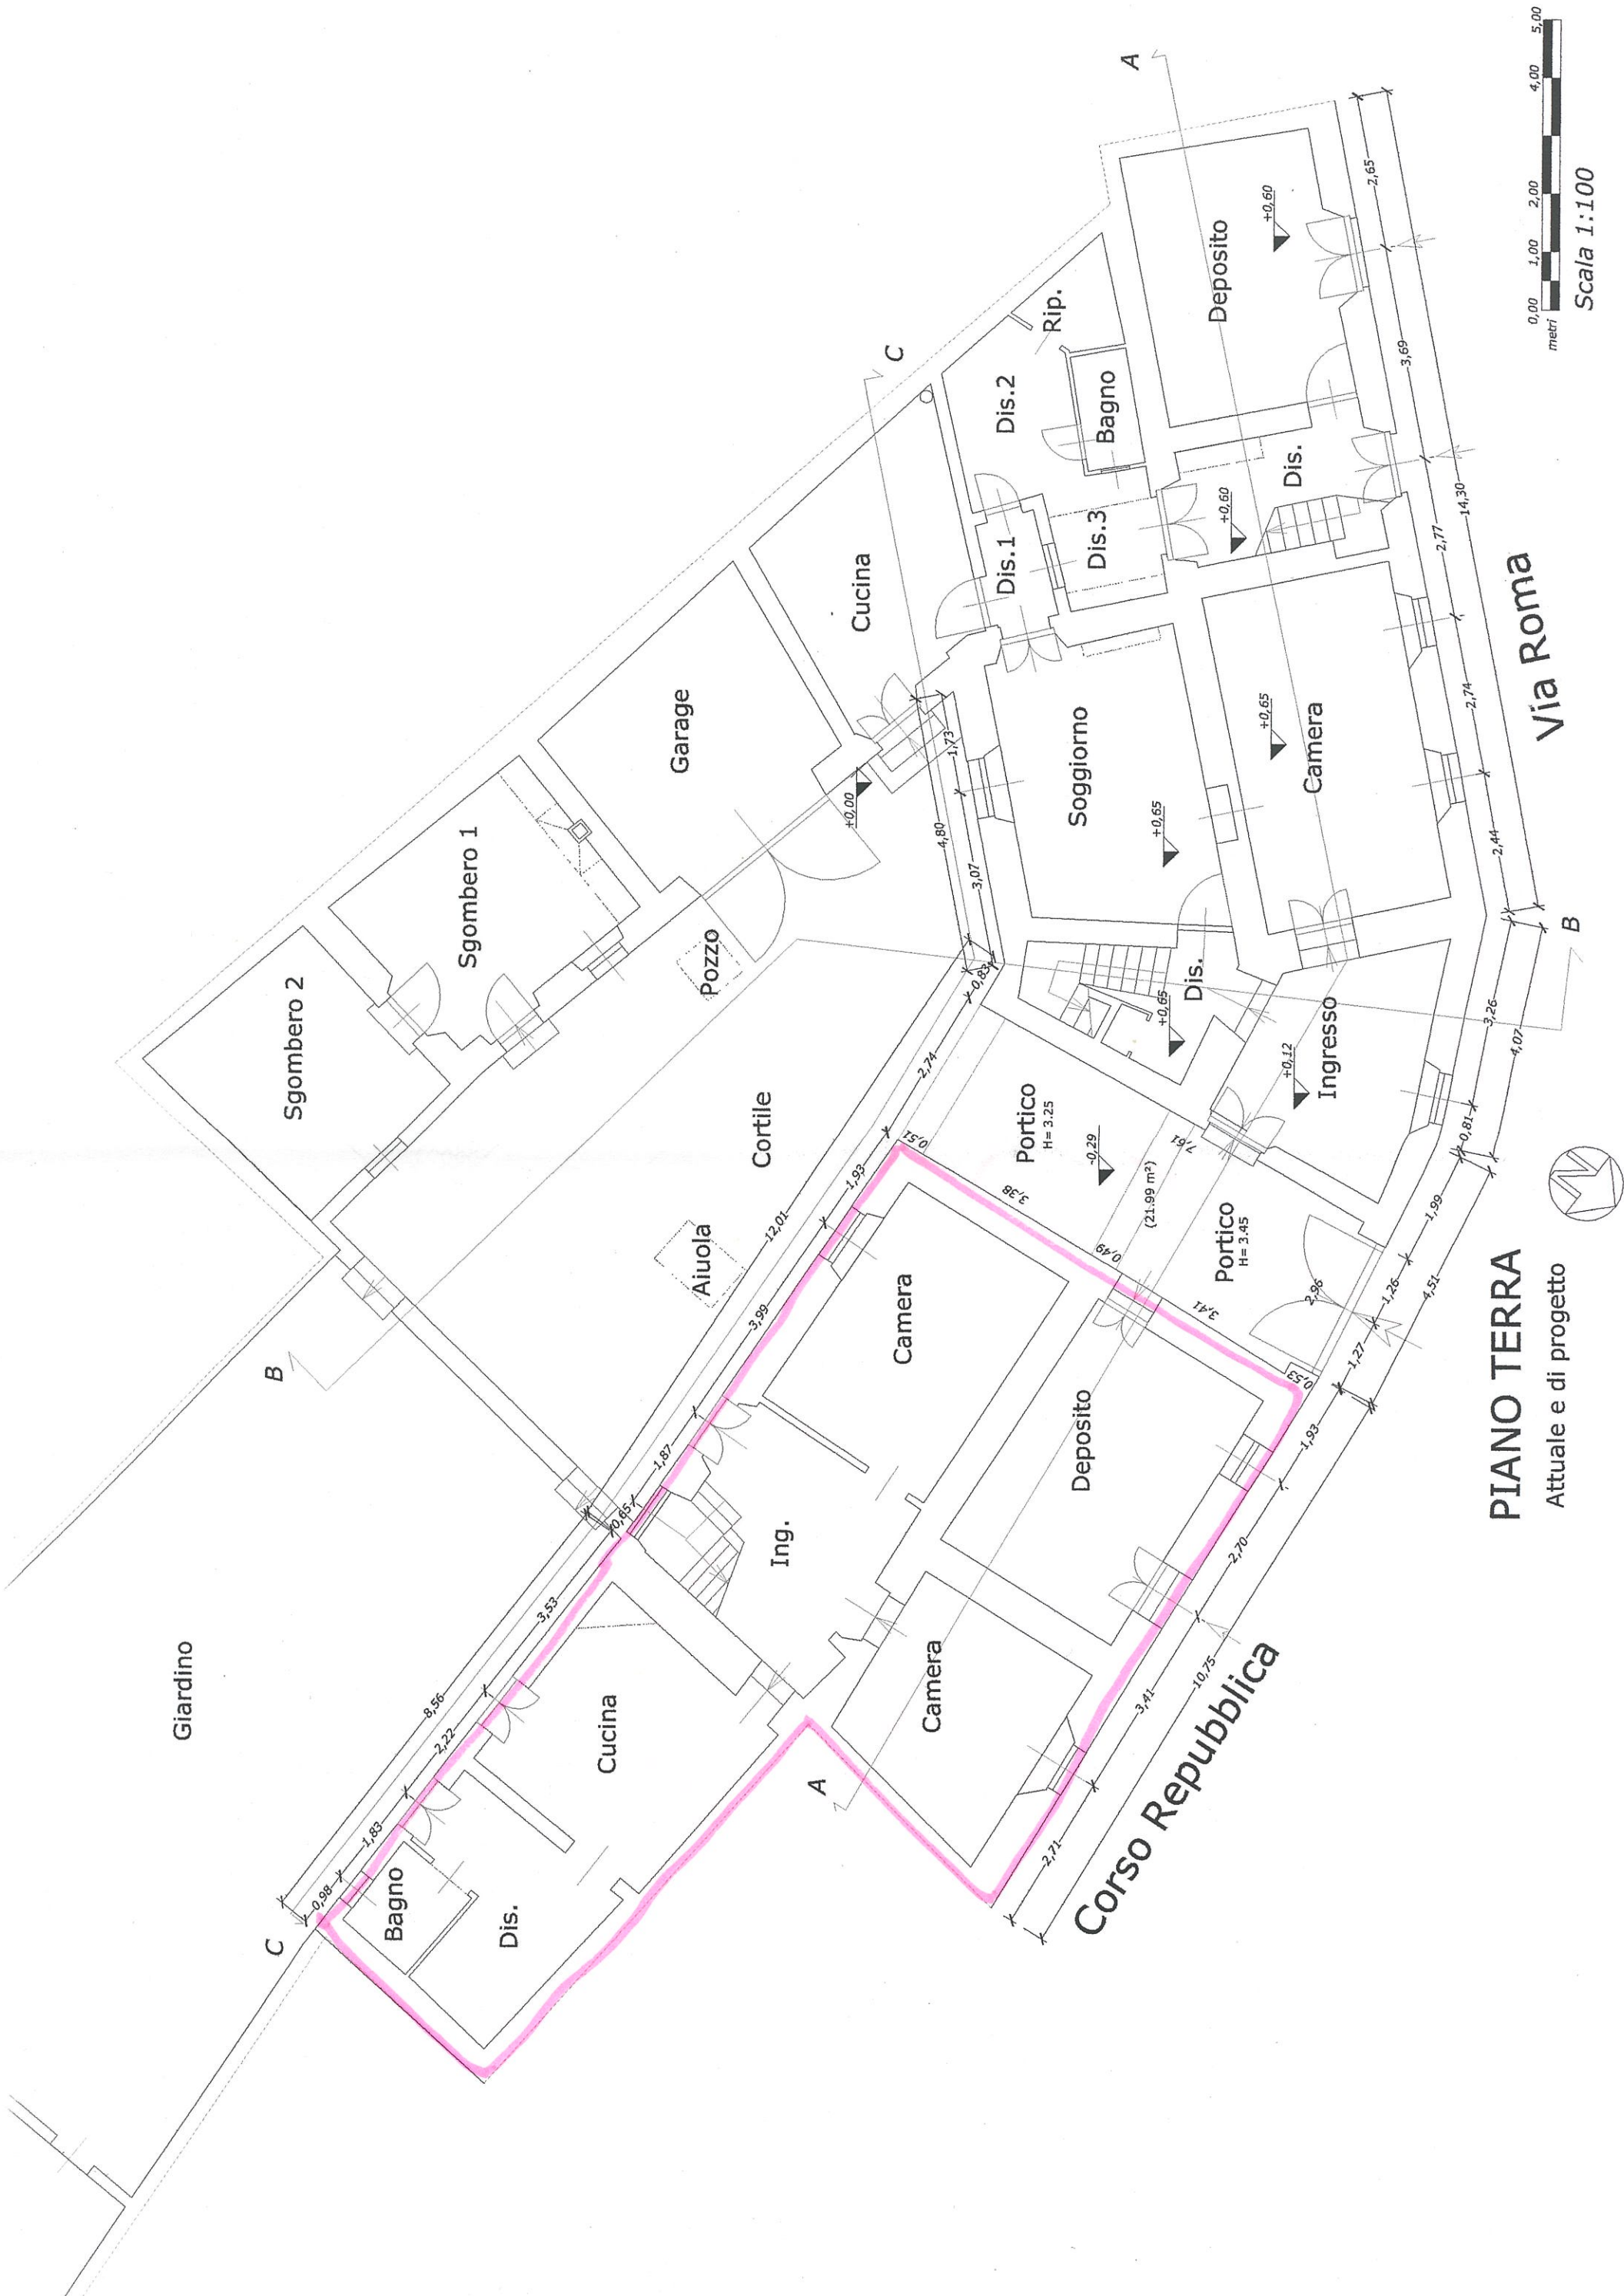 Giardino
C
Bagno
Dis.
Cucina
0,98
1,83
2,22
3,53
8,56
0,65
1,87
3,99
1,93
12,01
2,74
0,83
B
Sgombero 2
Sgombero 1
Garage
Cucina
Pozzo
Cortile
Aiuola
+0,00
4,80
3,07
1,73
C
Ing.
Camera
Camera
Deposito
A
Portico
H= 3.25
-0,29
Portico
H= 3.45
(21.99 m²)
7,61
0,51
3,38
0,49
3,41
0,53
2,96
Soggiorno
+0,65
Camera
+0,65
Dis.
+0,65
Ingresso
+0,12
Dis.1
Dis.2
Dis.3
Bagno
Rip.
Dis.
+0,60
Deposito
+0,60
A
B
2,71
3,41
2,70
1,93
10,75
1,27
1,26
1,99
4,51
0,81
3,26
4,07
2,44
2,74
2,77
3,69
2,65
14,30
Corso Repubblica
Via Roma
PIANO TERRA
Attuale e di progetto
N
metri
0,00 1,00 2,00 4,00 5,00
Scala 1:100